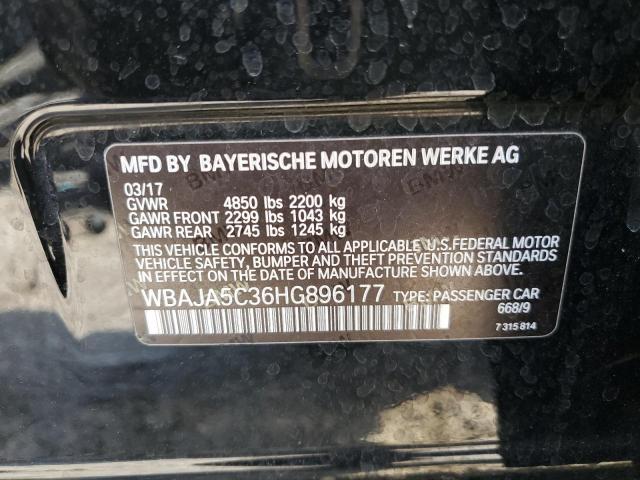 MFD BY BAYERISCHE MOTOREN WERKE AG
03/17
GVWR 4850 lbs 2200 kg
GAWR FRONT 2299 lbs 1043 kg
GAWR REAR 2745 lbs 1245 kg
THIS VEHICLE CONFORMS TO ALL APPLICABLE U.S.FEDERAL MOTOR
VEHICLE SAFETY, BUMPER AND THEFT PREVENTION STANDARDS
IN EFFECT ON THE DATE OF MANUFACTURE SHOWN ABOVE.
WBAJA5C36HG896177 TYPE: PASSENGER CAR
668/9
7 315 814